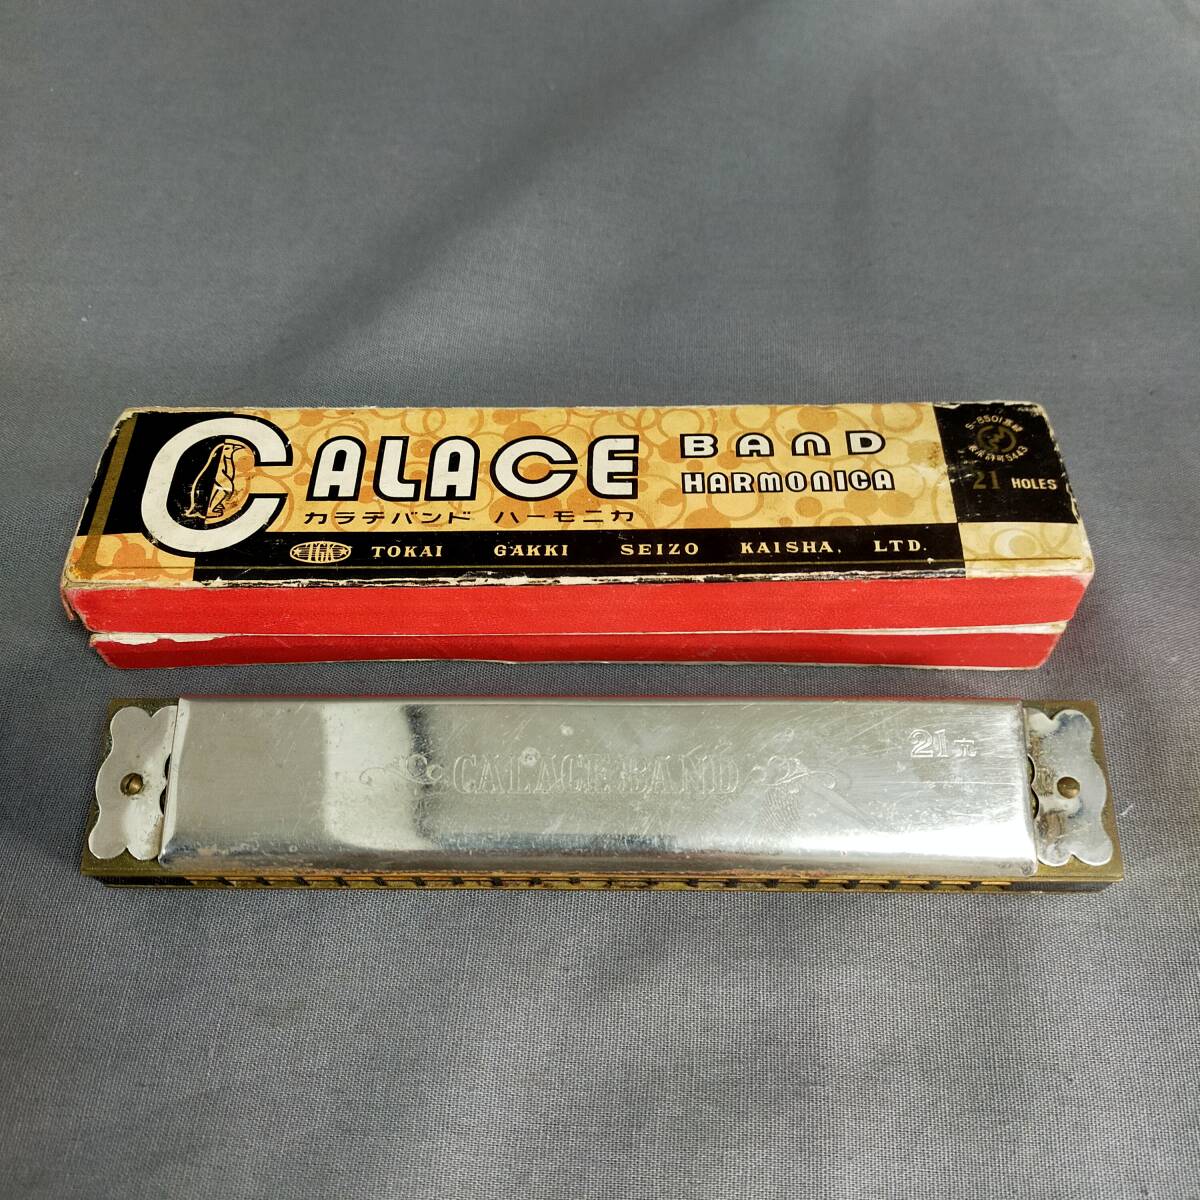 CALACE BAND
HARMONICA
カラチバンド ハーモニカ
TGK TOKAI GAKKI SEIZO KAISHA, LTD.
21 HOLES
CALACE BAND
21穴